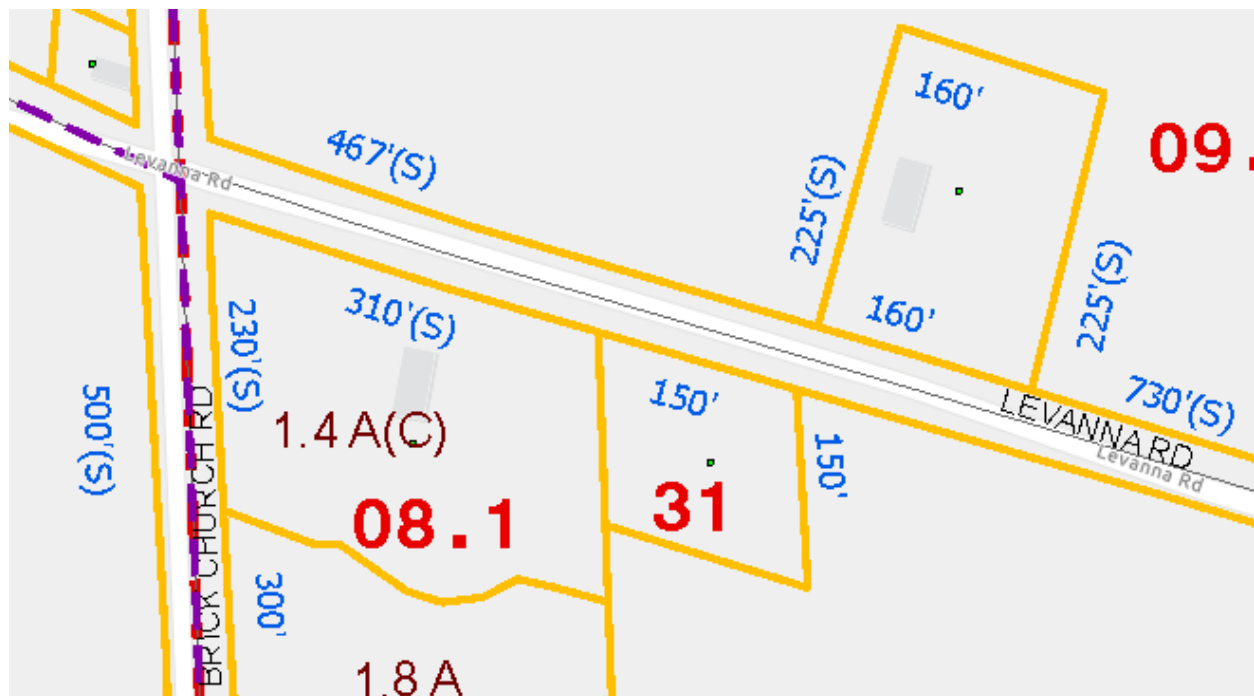 Levanna Rd
467'(S)
160'
09.
225'(S)
225'(S)
160'
310'(S)
230'(S)
150'
730'(S)
LEVANNA RD
Levanna Rd
500'(S)
1.4 A(C)
150'
08.1
31
BRICK CHURCH RD
300'
1.8 A